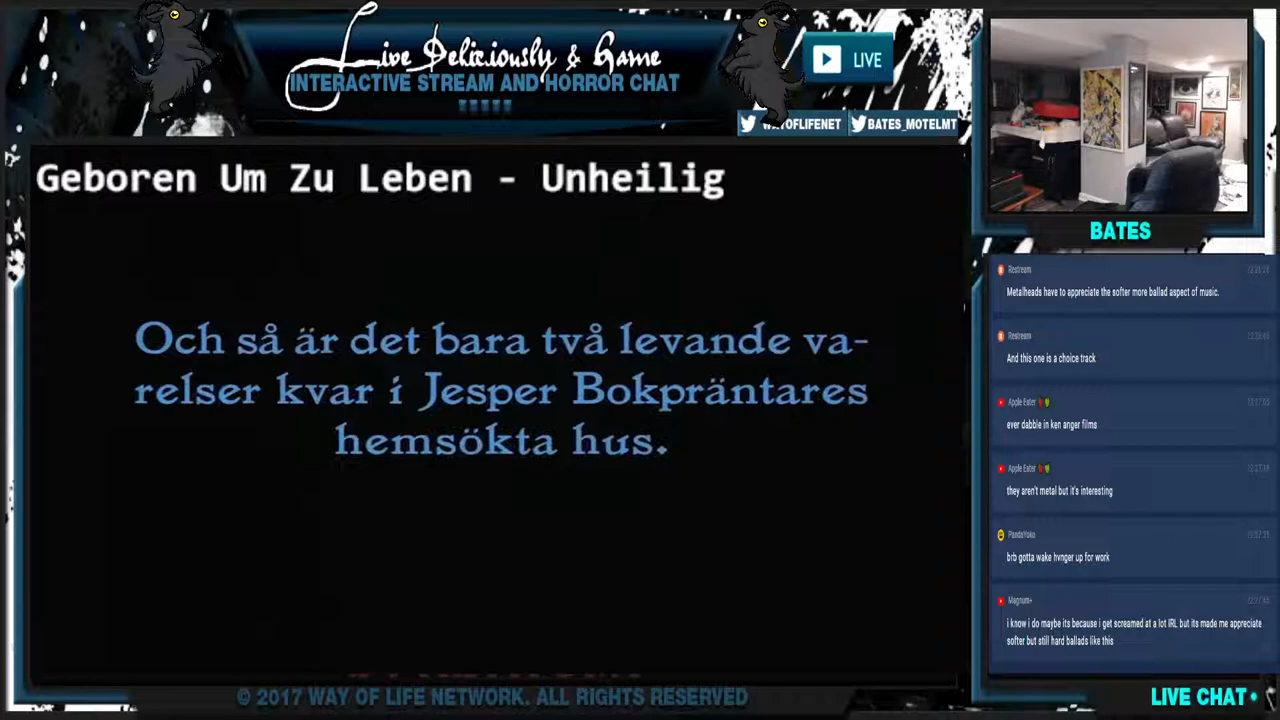 Live Deliciously & Game
INTERACTIVE STREAM AND HORROR CHAT
LIVE
WAYOFLIFENET
BATES_MOTELMT
Geboren Um Zu Leben - Unheilig
Och så är det bara två levande va-
relser kvar i Jesper Bokpräntares
hemsökta hus.
© 2017 WAY OF LIFE NETWORK. ALL RIGHTS RESERVED
BATES
Restream
Metalheads have to appreciate the softer more ballad aspect of music.
Restream
And this one is a choice track
Apple Eater
ever dabble in ken anger films
Apple Eater
they aren't metal but it's interesting
PandaYoko
brb gotta wake hvnger up for work
Magnum+
i know i do maybe its because i get screamed at a lot IRL but its made me appreciate
softer but still hard ballads like this
LIVE CHAT